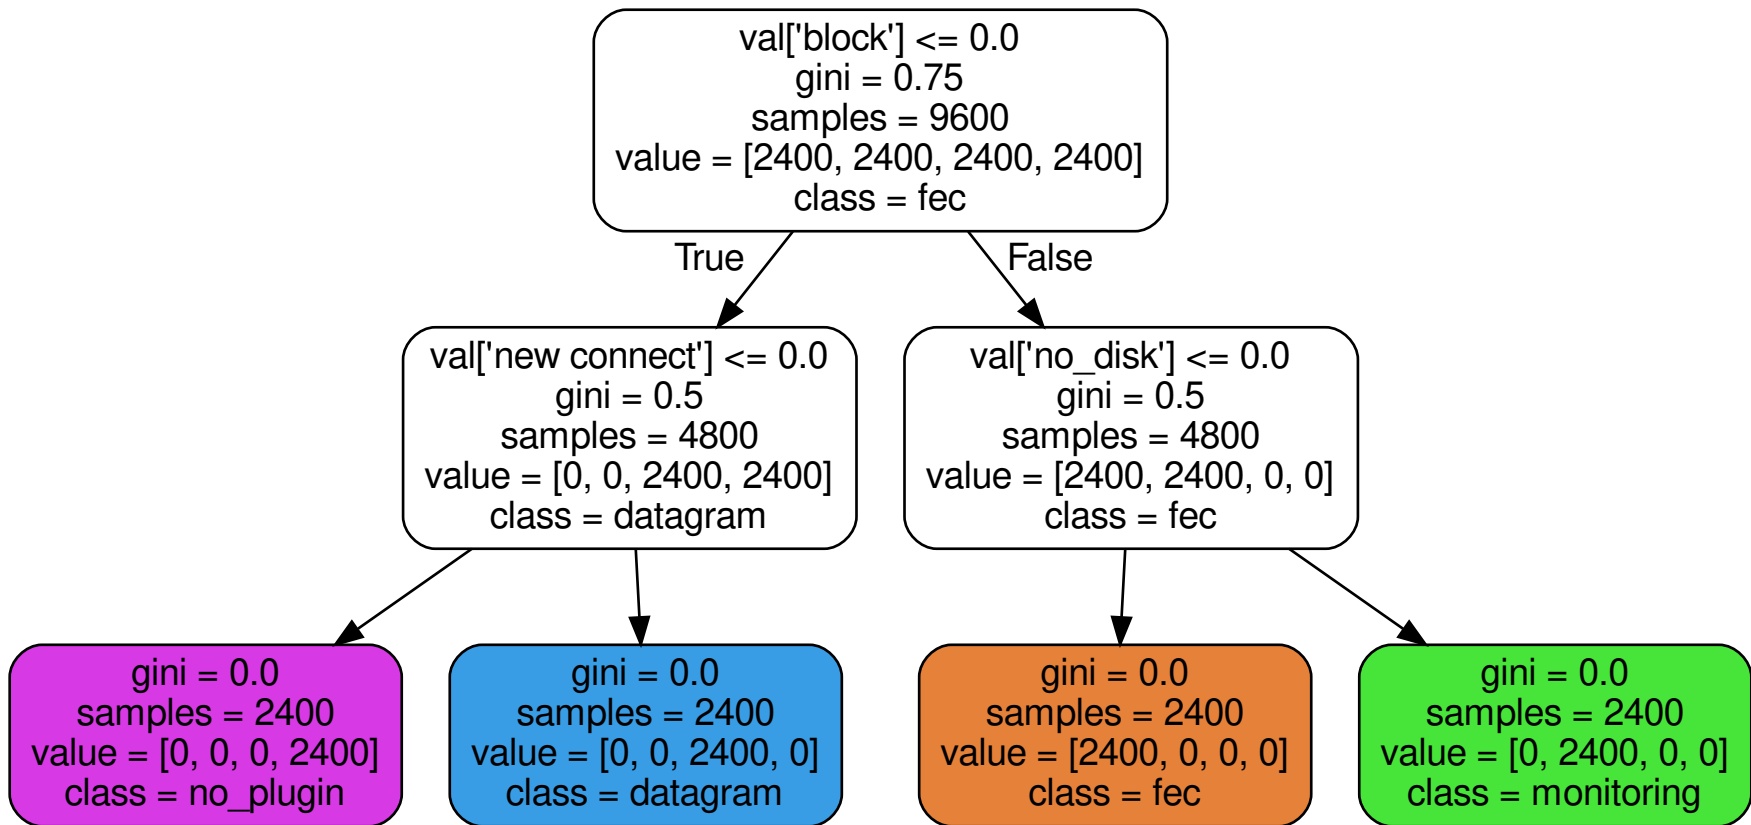 val['block'] <= 0.0
gini = 0.75
samples = 9600
value = [2400, 2400, 2400, 2400]
class = fec
True
False
val['new connect'] <= 0.0
gini = 0.5
samples = 4800
value = [0, 0, 2400, 2400]
class = datagram
val['no_disk'] <= 0.0
gini = 0.5
samples = 4800
value = [2400, 2400, 0, 0]
class = fec
gini = 0.0
samples = 2400
value = [0, 0, 0, 2400]
class = no_plugin
gini = 0.0
samples = 2400
value = [0, 0, 2400, 0]
class = datagram
gini = 0.0
samples = 2400
value = [2400, 0, 0, 0]
class = fec
gini = 0.0
samples = 2400
value = [0, 2400, 0, 0]
class = monitoring